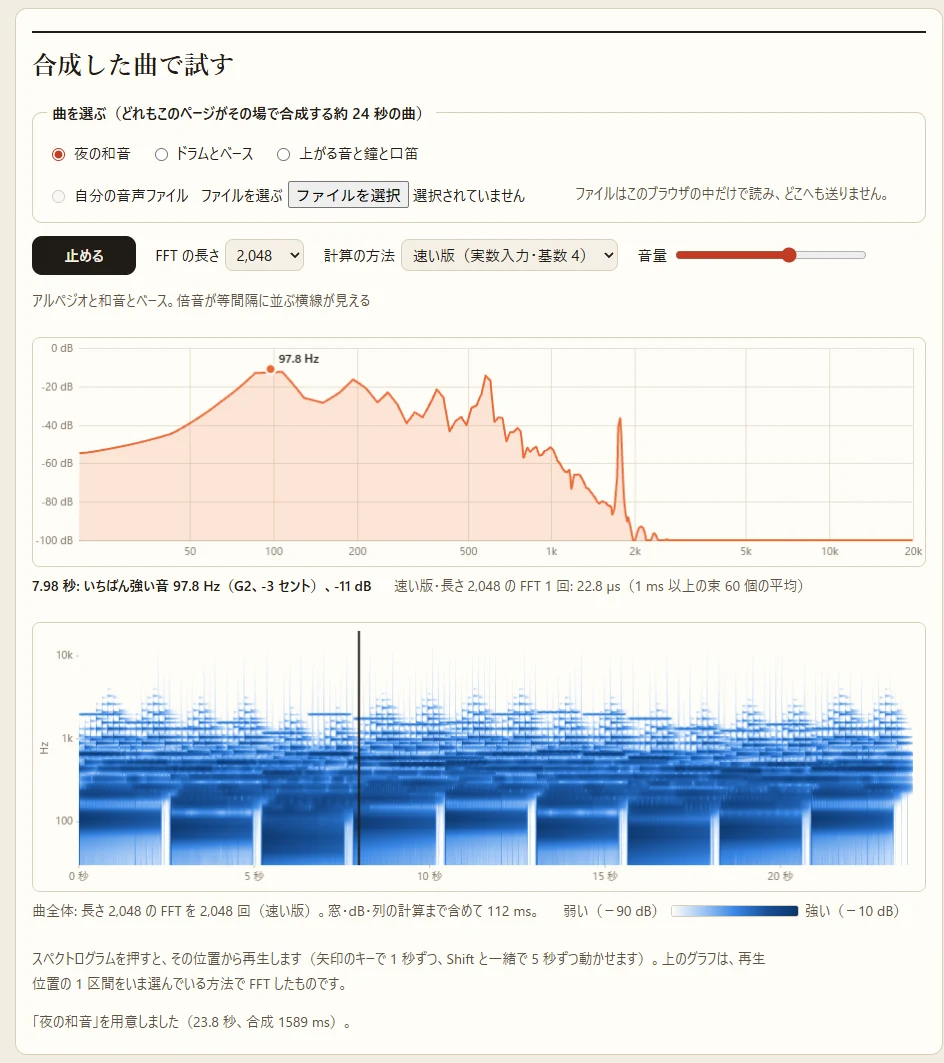 合成した曲で試す
曲を選ぶ（どれもこのページがその場で合成する約 24 秒の曲）
夜の和音 ドラムとベース 上がる音と鐘と口笛
自分の音声ファイル ファイルを選ぶ ファイルを選択 選択されていません ファイルはこのブラウザの中だけで読み、どこへも送りません。
止める FFT の長さ 2,048 計算の方法 速い版（実数入力・基数 4） 音量
アルペジオと和音とベース。倍音が等間隔に並ぶ横線が見える
0 dB
97.8 Hz
-20 dB
-40 dB
-60 dB
-80 dB
-100 dB
50 100 200 500 1k 2k 5k 10k 20k
7.98 秒: いちばん強い音 97.8 Hz（G2、-3 セント）、-11 dB 速い版・長さ 2,048 の FFT 1 回: 22.8 µs（1 ms 以上の束 60 個の平均）
10k
1k
Hz
100
0 秒 5 秒 10 秒 15 秒 20 秒
曲全体: 長さ 2,048 の FFT を 2,048 回（速い版）。窓・dB・列の計算まで含めて 112 ms。 弱い（−90 dB） 強い（−10 dB）
スペクトログラムを押すと、その位置から再生します（矢印のキーで 1 秒ずつ、Shift と一緒で 5 秒ずつ動かせます）。上のグラフは、再生
位置の 1 区間をいま選んでいる方法で FFT したものです。
「夜の和音」を用意しました（23.8 秒、合成 1589 ms）。